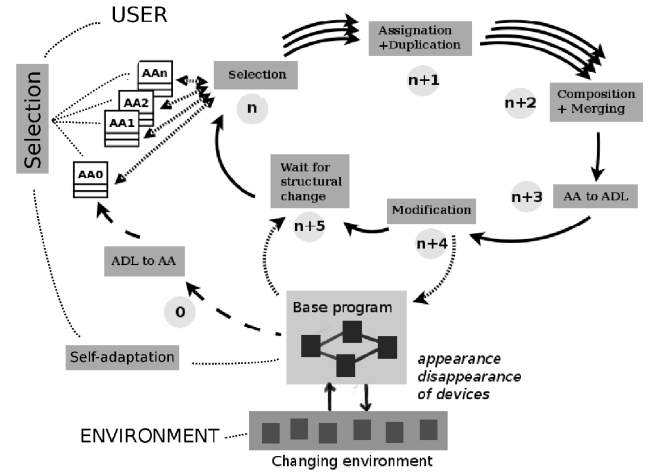 USER
Assignation
+Duplication
AAn
Selection
n
n+1
AA2
AA1
n+2
Composition
+ Merging
Selection
AA0
Wait for
structural
change
n+5
Modification
n+4
n+3
AA to ADL
ADL to AA
0
Base program
Self-adaptation
appearance
disappearance
of devices
ENVIRONMENT
Changing environment